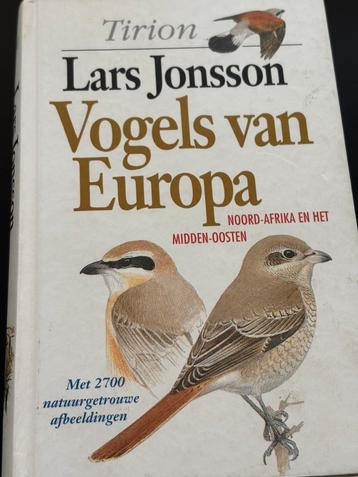 Tirion
Lars Jonsson
Vogels van
Europa
NOORD-AFRIKA EN HET
MIDDEN-OOSTEN
Met 2700
natuurgetrouwe
afbeeldingen